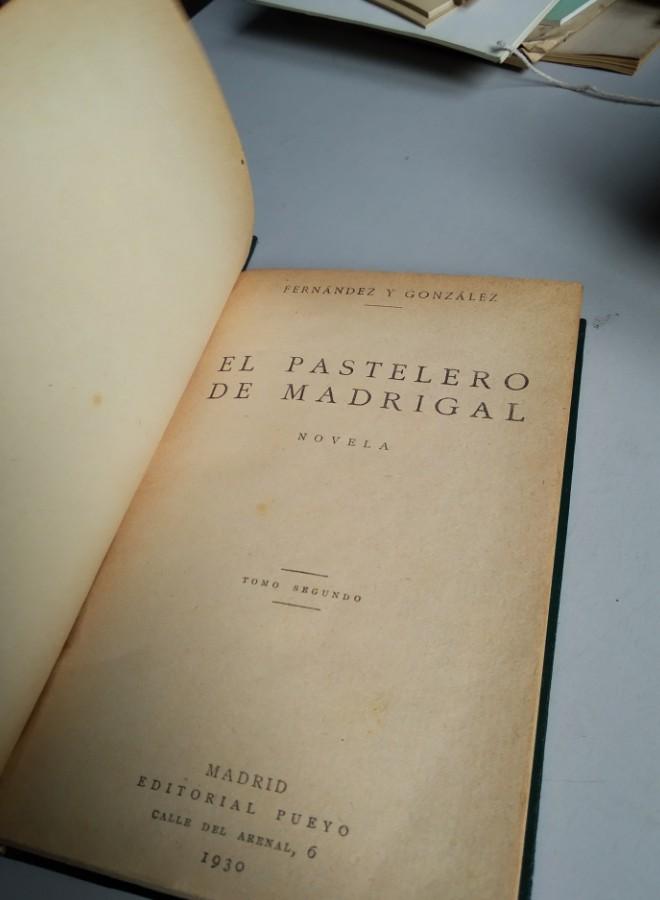 FERNÁNDEZ Y GONZÁLEZ
EL PASTELERO
DE MADRIGAL
NOVELA
TOMO SEGUNDO
MADRID
EDITORIAL PUEYO
CALLE DEL ARENAL, 6
1930